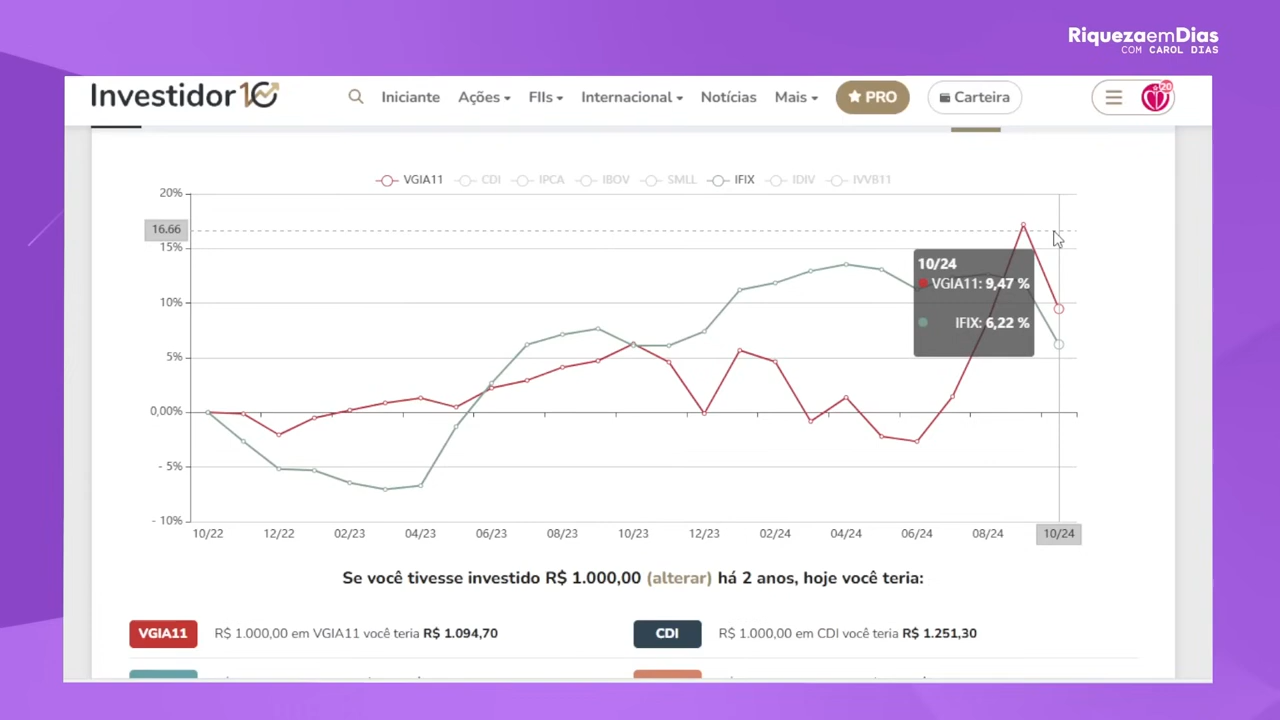 RiquezaemDias
COM CAROL DIAS
Investidor10
Iniciante
Ações
FIIs
Internacional
Notícias
Mais
PRO
Carteira
+20
VGIA11
CDI
IPCA
IBOV
SMLL
IFIX
IDIV
IVVB11
20%
16.66
15%
10%
5%
0,00%
- 5%
- 10%
10/24
VGIA11: 9,47 %
IFIX: 6,22 %
10/22
12/22
02/23
04/23
06/23
08/23
10/23
12/23
02/24
04/24
06/24
08/24
10/24
Se você tivesse investido R$ 1.000,00 (alterar) há 2 anos, hoje você teria:
VGIA11
R$ 1.000,00 em VGIA11 você teria R$ 1.094,70
CDI
R$ 1.000,00 em CDI você teria R$ 1.251,30